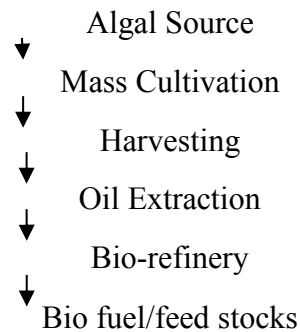 Algal Source
Mass Cultivation
Harvesting
Oil Extraction
Bio-refinery
Bio fuel/feed stocks